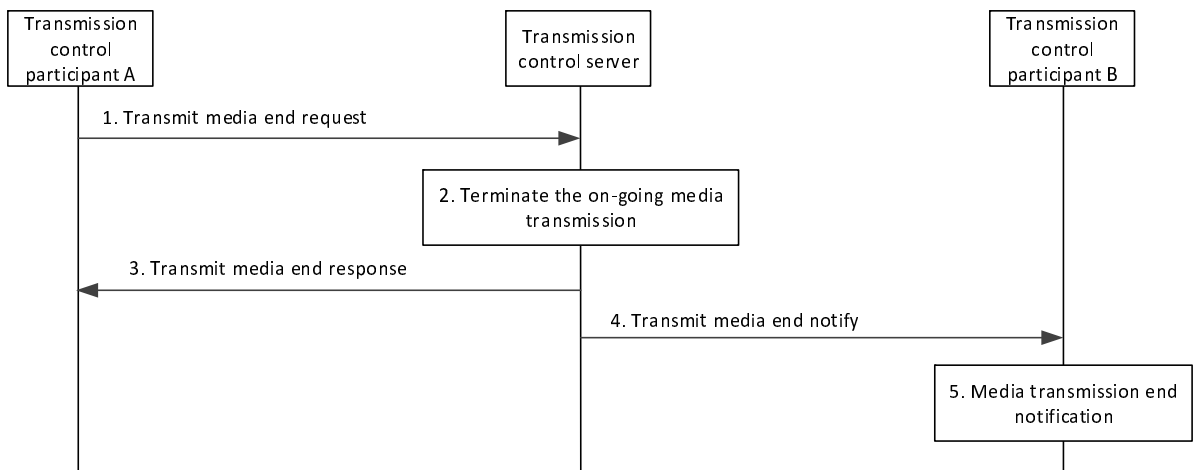 Transmission
control
participant A
Transmission
control server
Transmission
control
participant B
1. Transmit media end request
2. Terminate the on-going media
transmission
3. Transmit media end response
4. Transmit media end notify
5. Media transmission end
notification